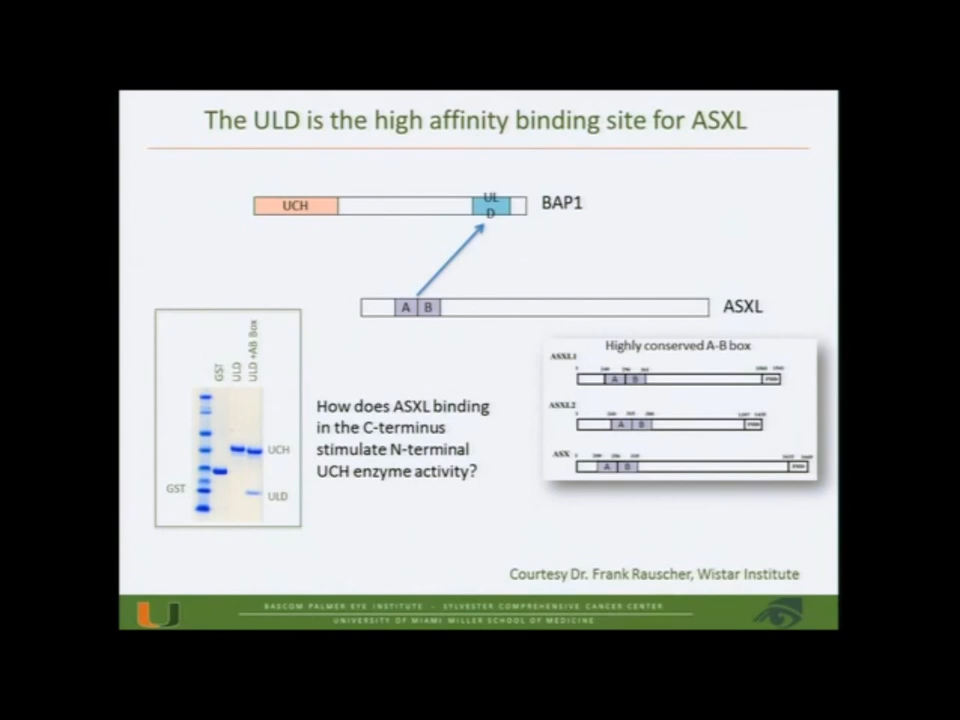 The ULD is the high affinity binding site for ASXL
UCH
UL
D
BAP1
A B
ASXL
GST
ULD
ULD +AB Box
UCH
GST
ULD
How does ASXL binding
in the C-terminus
stimulate N-terminal
UCH enzyme activity?
Highly conserved A-B box
ASXL1
A B
ASXL2
A B
ASX
A B
Courtesy Dr. Frank Rauscher, Wistar Institute
U
BASCOM PALMER EYE INSTITUTE - SYLVESTER COMPREHENSIVE CANCER CENTER
UNIVERSITY OF MIAMI MILLER SCHOOL OF MEDICINE